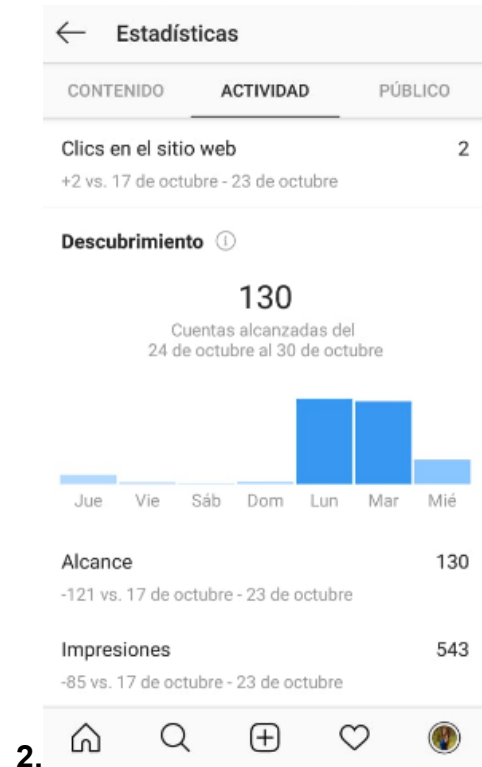 Estadísticas
CONTENIDO ACTIVIDAD PÚBLICO
Clics en el sitio web 2
+2 vs. 17 de octubre - 23 de octubre
Descubrimiento
130
Cuentas alcanzadas del
24 de octubre al 30 de octubre
Jue Vie Sáb Dom Lun Mar Mié
Alcance 130
-121 vs. 17 de octubre - 23 de octubre
Impresiones 543
-85 vs. 17 de octubre - 23 de octubre
2.